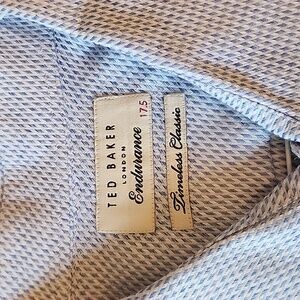 TED BAKER
LONDON
Endurance
17.5
Timeless Classic